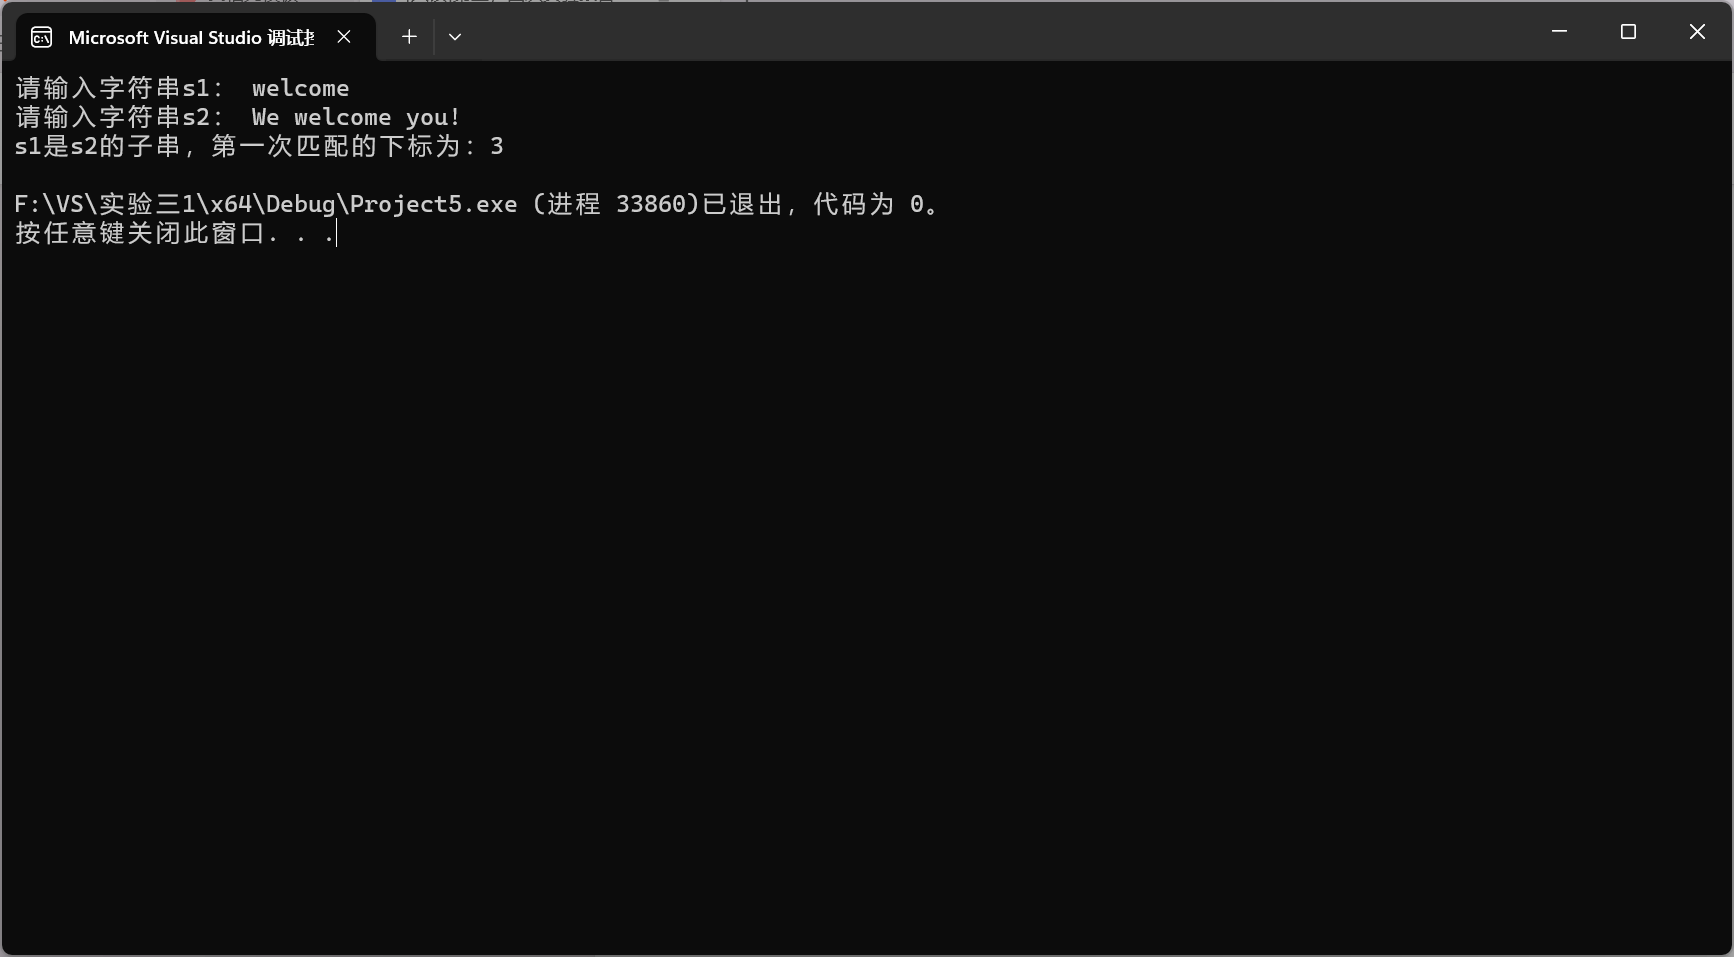 Microsoft Visual Studio 调试
请输入字符串s1： welcome
请输入字符串s2： We welcome you!
s1是s2的子串，第一次匹配的下标为：3
F:\VS\实验三1\x64\Debug\Project5.exe (进程 33860)已退出，代码为 0。
按任意键关闭此窗口. . .